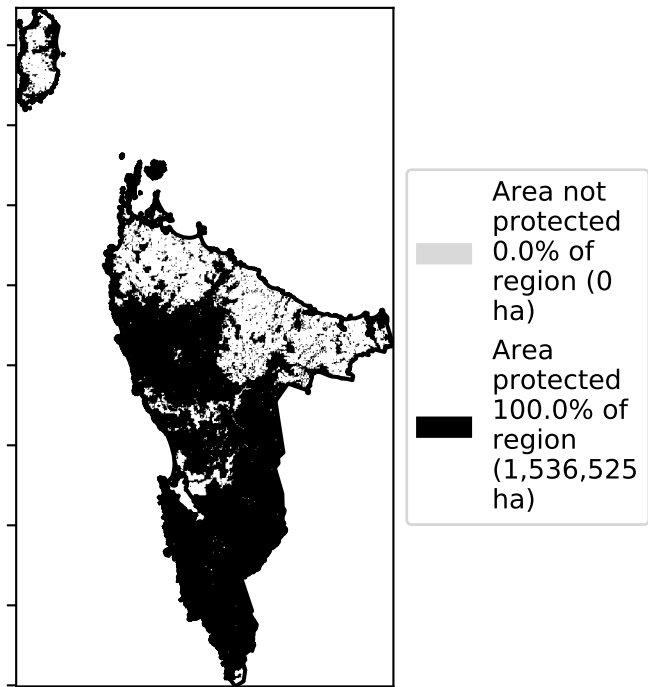 Area not
protected
0.0% of
region (0
ha)
Area
protected
100.0% of
region
(1,536,525
ha)